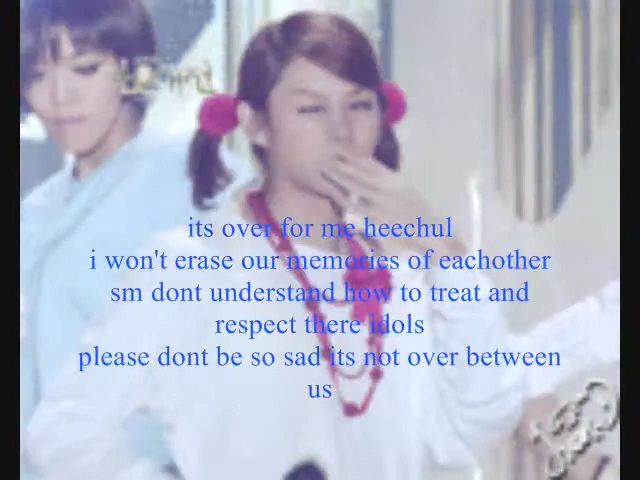 its over for me heechul
i won't erase our memories of eachother
sm dont understand how to treat and
respect there idols
please dont be so sad its not over between
us